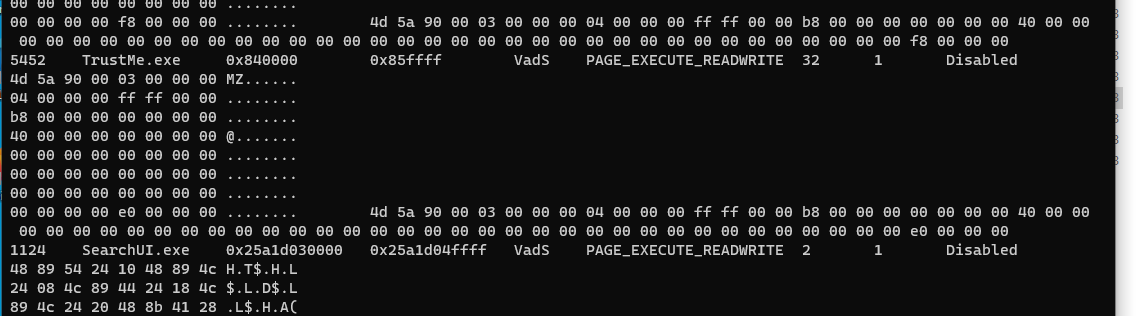 00 00 00 00 00 00 00 00 ........
00 00 00 00 f8 00 00 00 ........ 4d 5a 90 00 03 00 00 00 04 00 00 00 ff ff 00 00 b8 00 00 00 00 00 00 00 40 00 00
00 00 00 00 00 00 00 00 00 00 00 00 00 00 00 00 00 00 00 00 00 00 00 00 00 00 00 00 00 00 00 00 00 f8 00 00 00
5452 TrustMe.exe 0x840000 0x85ffff VadS PAGE_EXECUTE_READWRITE 32 1 Disabled
4d 5a 90 00 03 00 00 00 MZ......
04 00 00 00 ff ff 00 00 ........
b8 00 00 00 00 00 00 00 ........
40 00 00 00 00 00 00 00 @.......
00 00 00 00 00 00 00 00 ........
00 00 00 00 00 00 00 00 ........
00 00 00 00 00 00 00 00 ........
00 00 00 00 e0 00 00 00 ........ 4d 5a 90 00 03 00 00 00 04 00 00 00 ff ff 00 00 b8 00 00 00 00 00 00 00 40 00 00
00 00 00 00 00 00 00 00 00 00 00 00 00 00 00 00 00 00 00 00 00 00 00 00 00 00 00 00 00 00 00 00 00 e0 00 00 00
1124 SearchUI.exe 0x25a1d030000 0x25a1d04ffff VadS PAGE_EXECUTE_READWRITE 2 1 Disabled
48 89 54 24 10 48 89 4c H.T$.H.L
24 08 4c 89 44 24 18 4c $.L.D$.L
89 4c 24 20 48 8b 41 28 .L$.H.A(